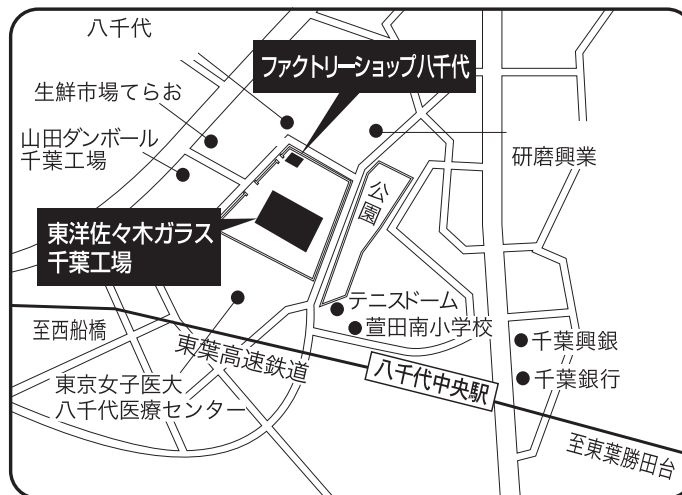 八千代
ファクトリーショップ八千代
生鮮市場てらお
山田ダンボール
千葉工場
研磨興業
公園
東洋佐々木ガラス
千葉工場
テニスドーム
萱田南小学校
至西船橋
東葉高速鉄道
千葉興銀
八千代中央駅
千葉銀行
東京女子医大
八千代医療センター
至東葉勝田台